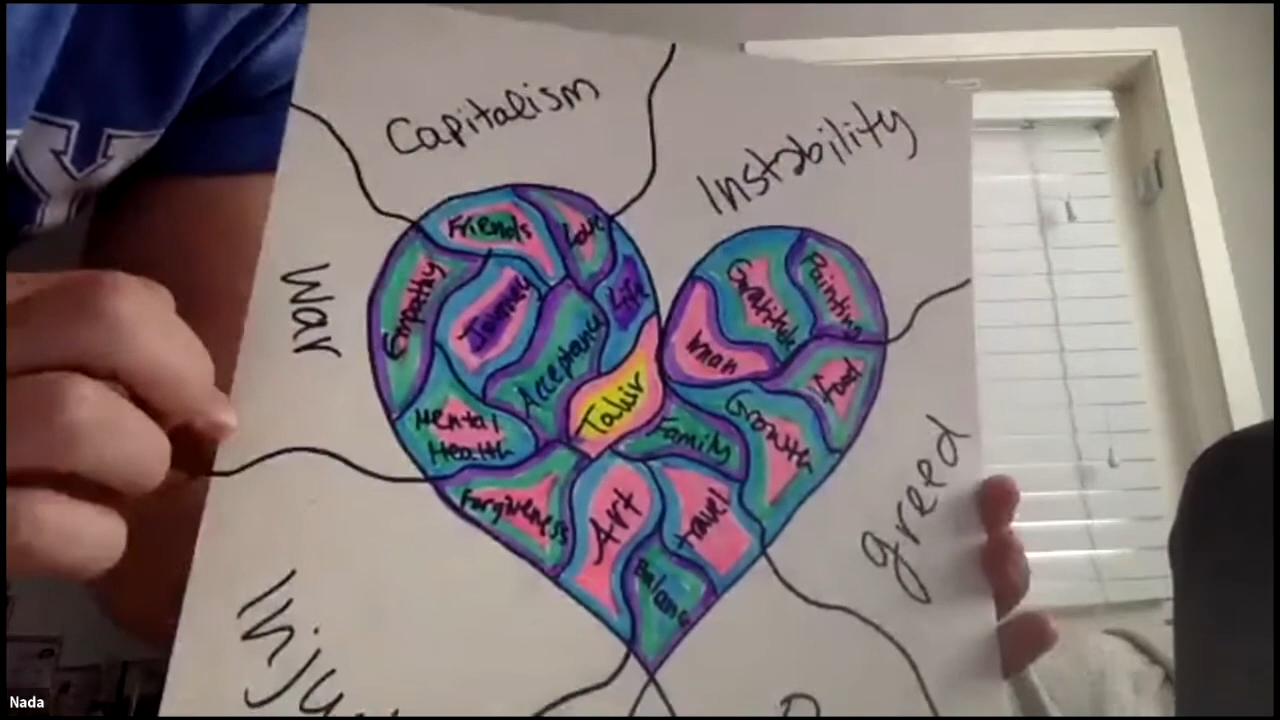 Capitalism
Instability
War
greed
Friends
Love
Life
Empathy
Journey
Acceptance
Mental
Health
Tahir
Forgiveness
Art
Gratitude
Painting
Iman
Food
Growth
Family
travel
Balance
Nada